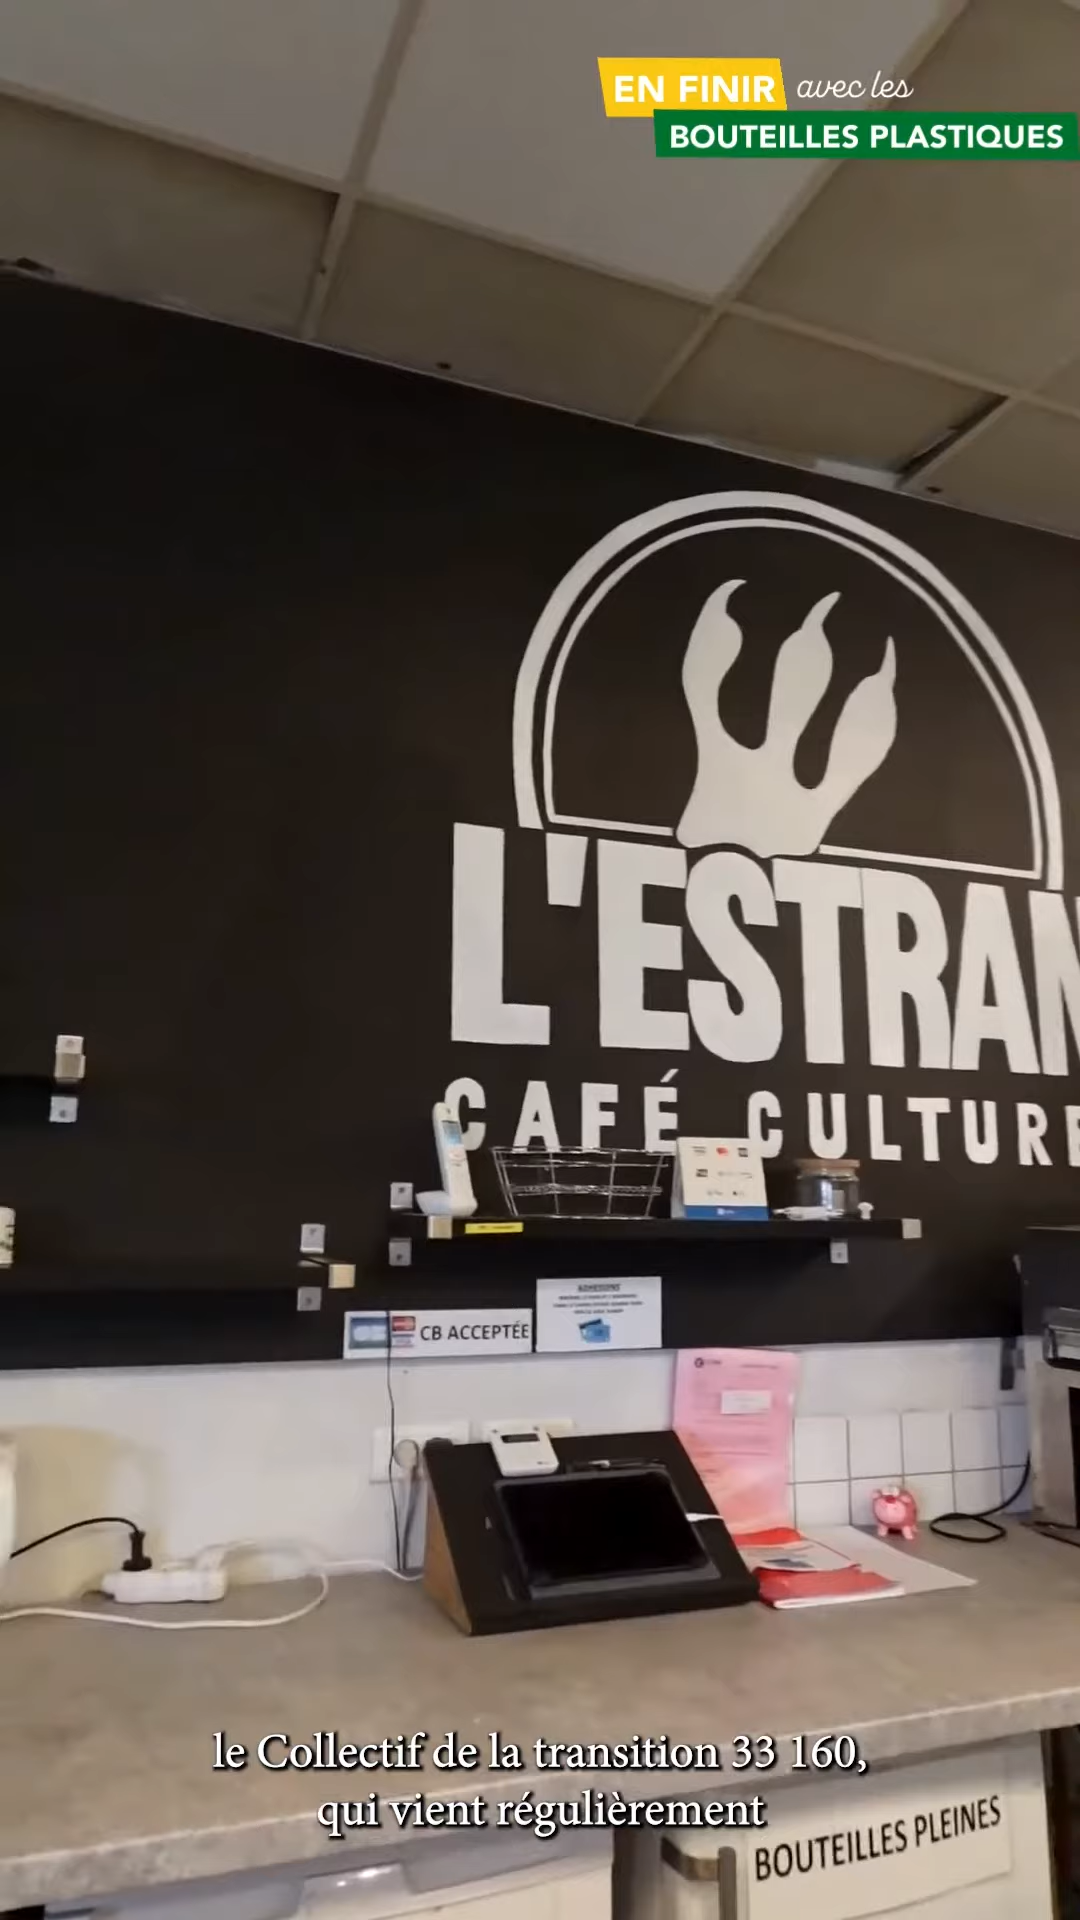 EN FINIR avec les
BOUTEILLES PLASTIQUES
L'ESTRAN
CAFÉ CULTURE
CB ACCEPTÉE
ADHESIONS
le Collectif de la transition 33 160,
qui vient régulièrement
BOUTEILLES PLEINES